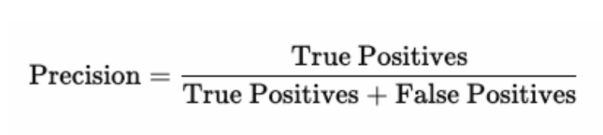 Precision = True Positives / True Positives + False Positives